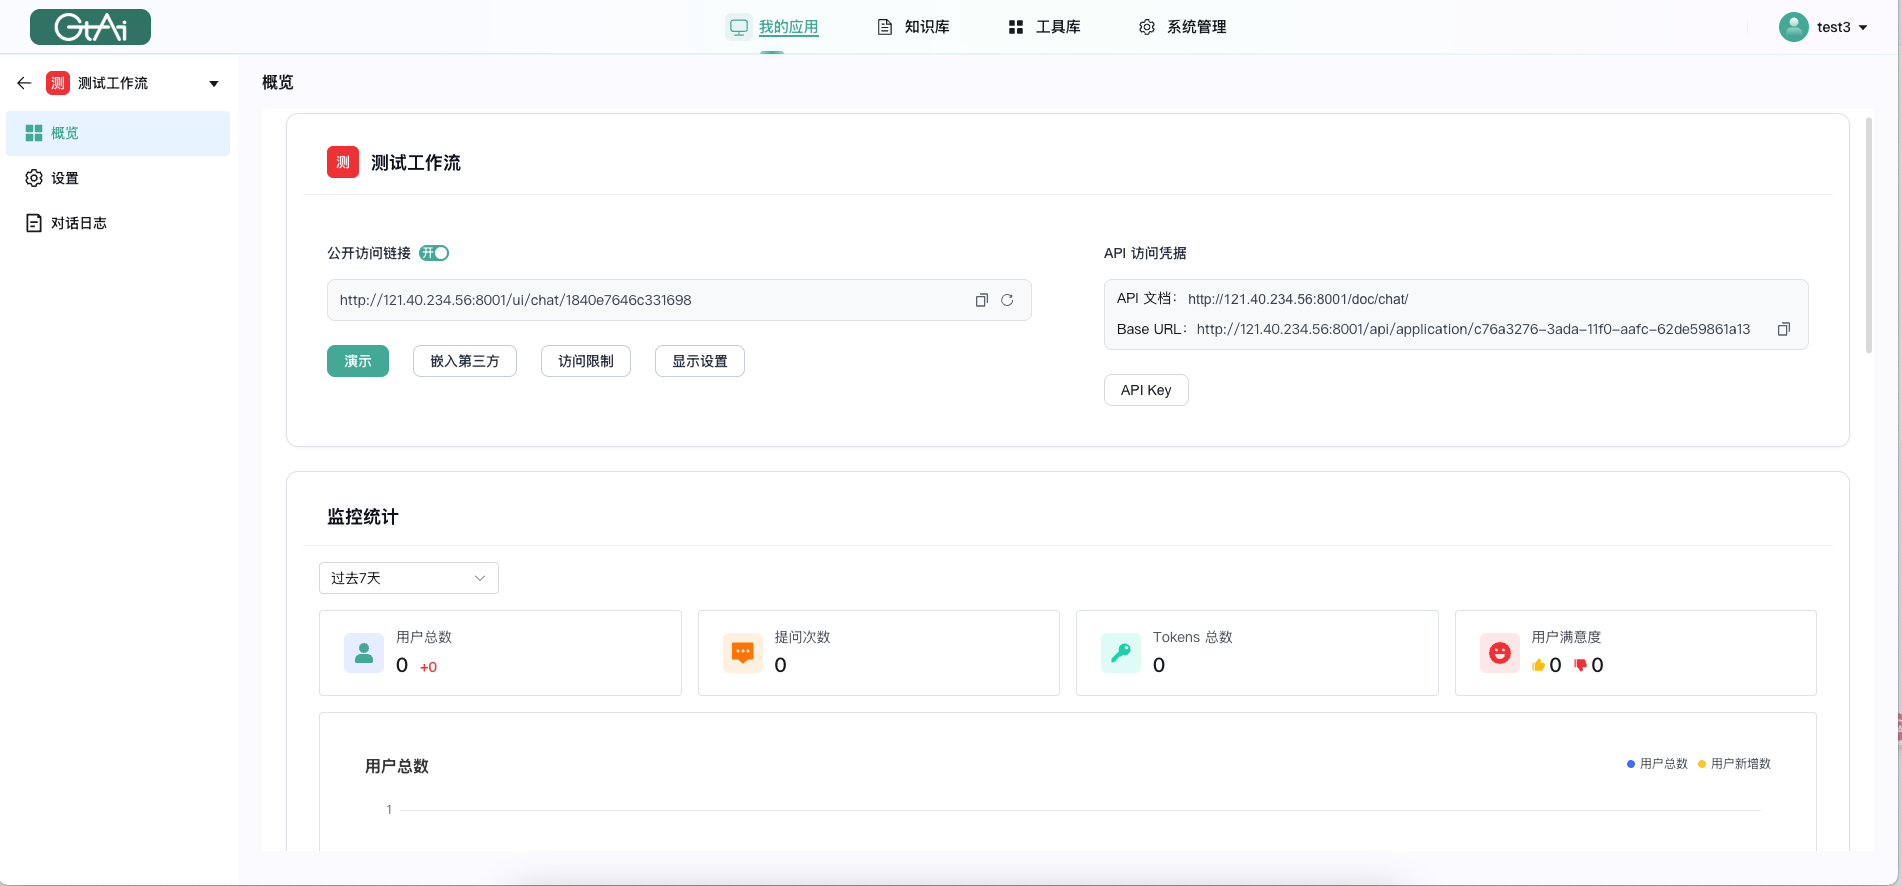 GtAi
我的应用
知识库
工具库
系统管理
test3
测 测试工作流
概览
设置
对话日志
概览
测 测试工作流
公开访问链接 开
http://121.40.234.56:8001/ui/chat/1840e7646c331698
演示
嵌入第三方
访问限制
显示设置
API 访问凭据
API 文档： http://121.40.234.56:8001/doc/chat/
Base URL： http://121.40.234.56:8001/api/application/c76a3276-3ada-11f0-aafc-62de59861a13
API Key
监控统计
过去7天
用户总数
0 +0
提问次数
0
Tokens 总数
0
用户满意度
0 0
用户总数
用户总数 用户新增数
1